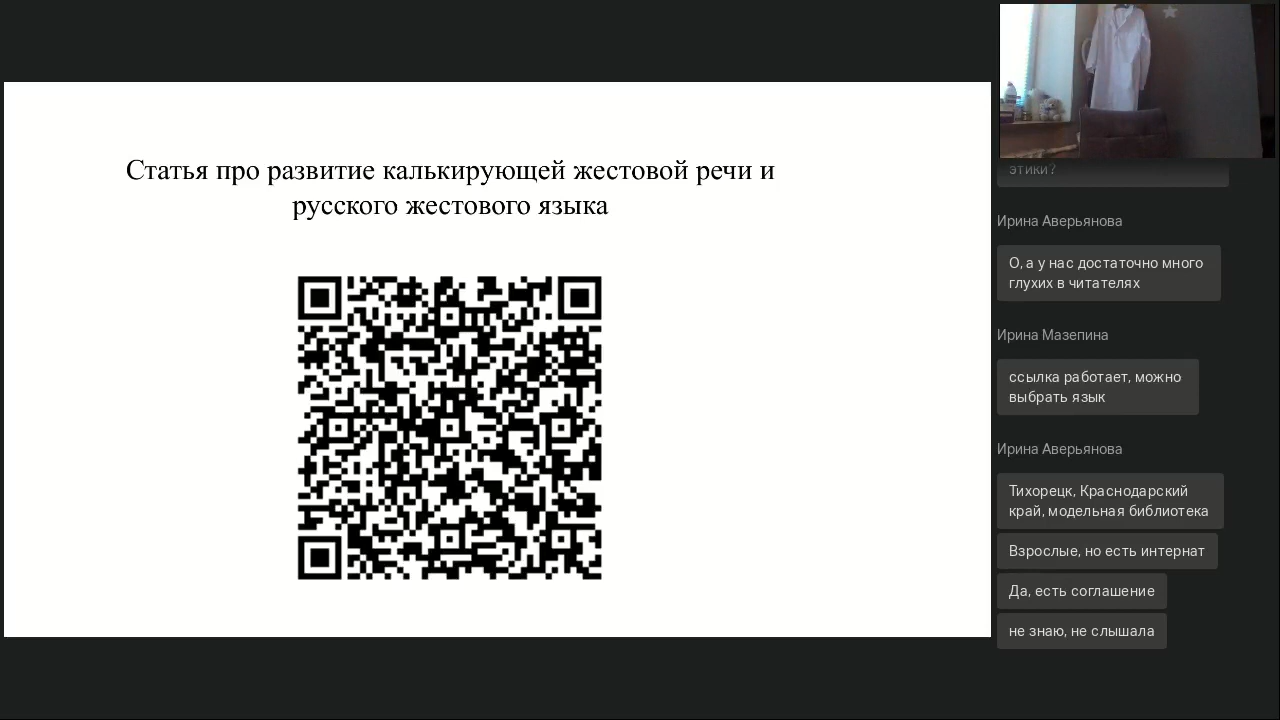 Статья про развитие калькирующей жестовой речи и
русского жестового языка
этики?
Ирина Аверьянова
О, а у нас достаточно много
глухих в читателях
Ирина Мазепина
ссылка работает, можно
выбрать язык
Ирина Аверьянова
Тихорецк, Краснодарский
край, модельная библиотека
Взрослые, но есть интернат
Да, есть соглашение
не знаю, не слышала